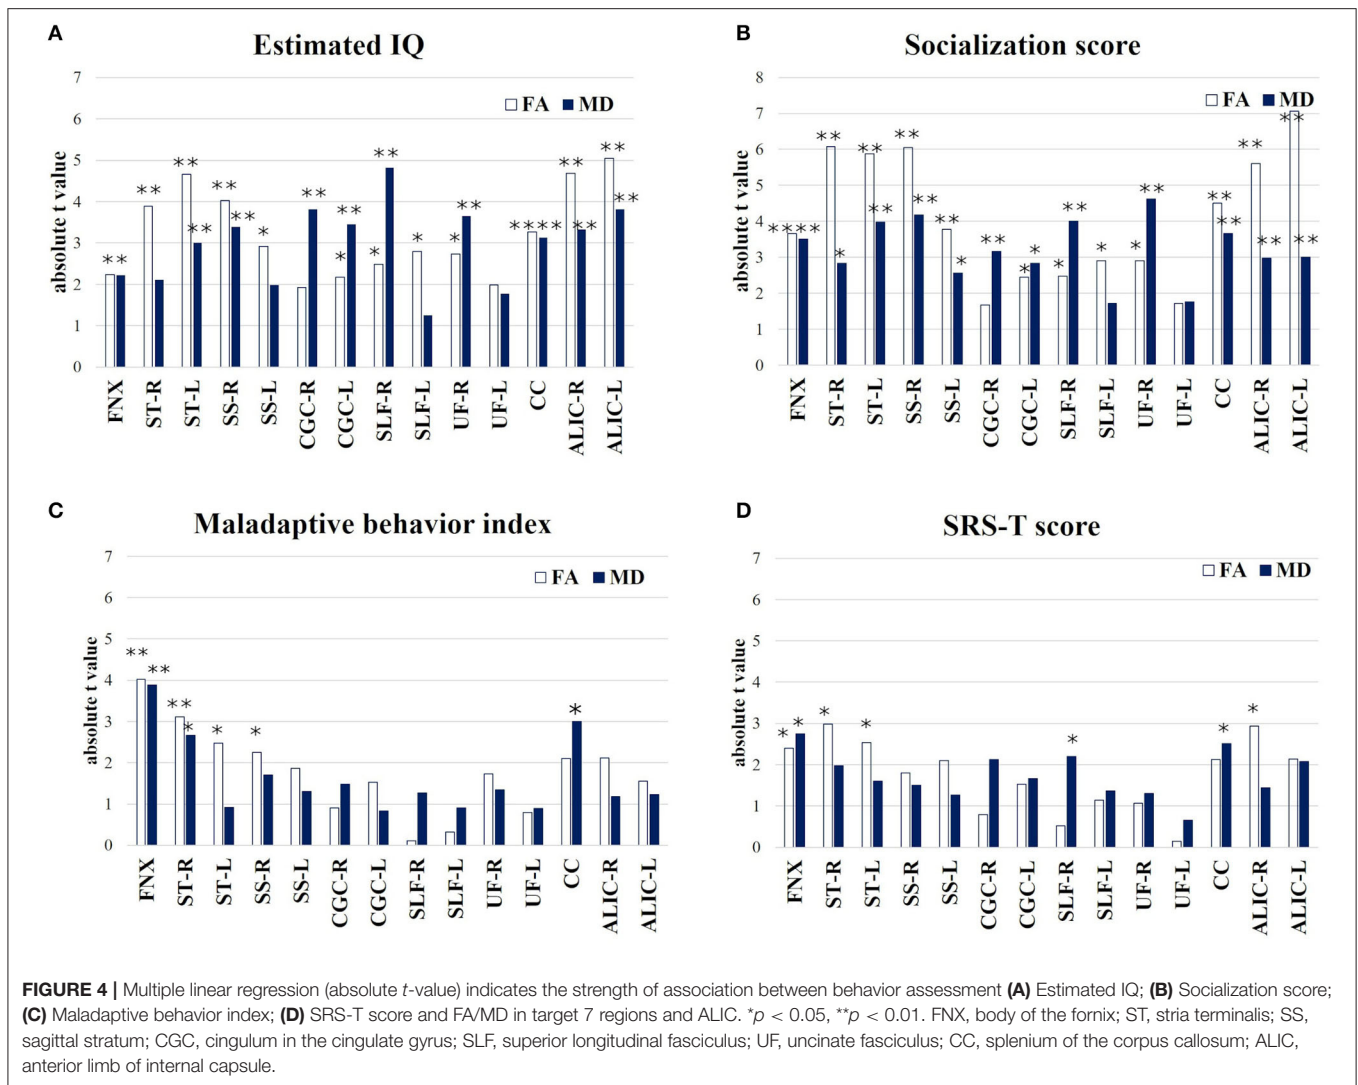 A
Estimated IQ
FA MD
absolute t value
7
6
5
4
3
2
1
0
** ** ** ** ** ** * ** * ** * ** * * ** **** ** ** ** **
FNX ST-R ST-L SS-R SS-L CGC-R CGC-L SLF-R SLF-L UF-R UF-L CC ALIC-R ALIC-L
B
Socialization score
FA MD
absolute t value
8
7
6
5
4
3
2
1
0
**** ** * ** ** ** ** ** * ** * * * ** * * ** ** ** ** ** ** **
FNX ST-R ST-L SS-R SS-L CGC-R CGC-L SLF-R SLF-L UF-R UF-L CC ALIC-R ALIC-L
C
Maladaptive behavior index
FA MD
absolute t value
7
6
5
4
3
2
1
0
** ** ** * * * *
FNX ST-R ST-L SS-R SS-L CGC-R CGC-L SLF-R SLF-L UF-R UF-L CC ALIC-R ALIC-L
D
SRS-T score
FA MD
absolute t value
7
6
5
4
3
2
1
0
* * * * * * *
FNX ST-R ST-L SS-R SS-L CGC-R CGC-L SLF-R SLF-L UF-R UF-L CC ALIC-R ALIC-L
FIGURE 4 | Multiple linear regression (absolute t-value) indicates the strength of association between behavior assessment (A) Estimated IQ; (B) Socialization score;
(C) Maladaptive behavior index; (D) SRS-T score and FA/MD in target 7 regions and ALIC. *p < 0.05, **p < 0.01. FNX, body of the fornix; ST, stria terminalis; SS,
sagittal stratum; CGC, cingulum in the cingulate gyrus; SLF, superior longitudinal fasciculus; UF, uncinate fasciculus; CC, splenium of the corpus callosum; ALIC,
anterior limb of internal capsule.